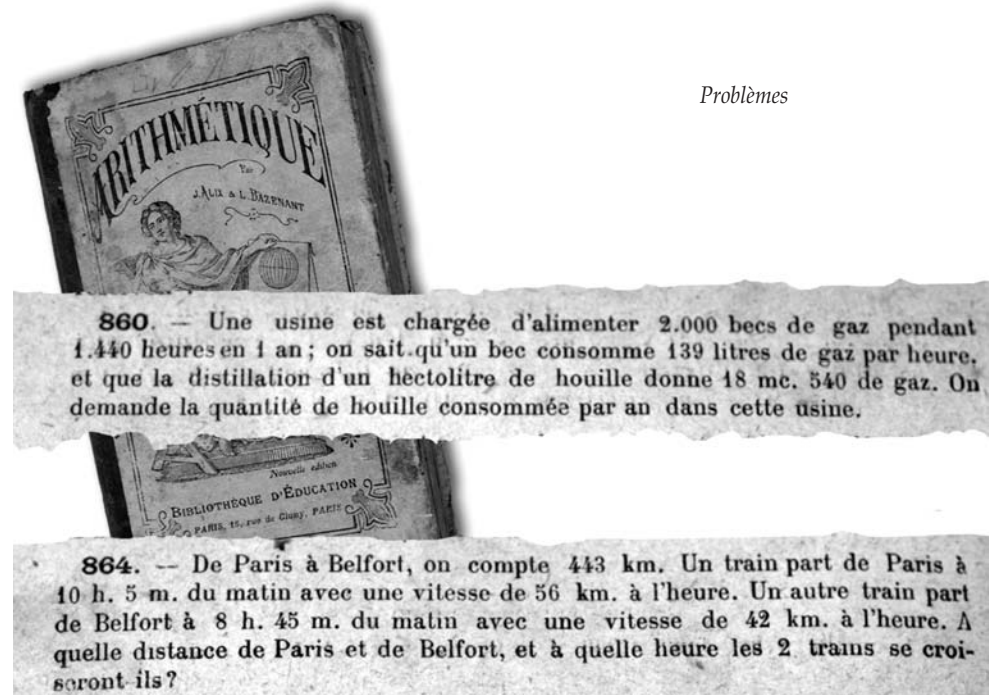 Problèmes
ARITHMÉTIQUE
Par
J. ALIX & L. BAZENANT
860. — Une usine est chargée d'alimenter 2.000 becs de gaz pendant
1.440 heures en 1 an; on sait qu'un bec consomme 139 litres de gaz par heure.
et que la distillation d'un hectolitre de houille donne 18 mc. 540 de gaz. On
demande la quantité de houille consommée par an dans cette usine.
Nouvelle édition
BIBLIOTHÈQUE D'ÉDUCATION
PARIS, 15, rue de Cluny, PARIS
864. — De Paris à Belfort, on compte 443 km. Un train part de Paris à
10 h. 5 m. du matin avec une vitesse de 56 km. à l'heure. Un autre train part
de Belfort à 8 h. 45 m. du matin avec une vitesse de 42 km. à l'heure. A
quelle distance de Paris et de Belfort, et à quelle heure les 2 trains se croi-
seront-ils?